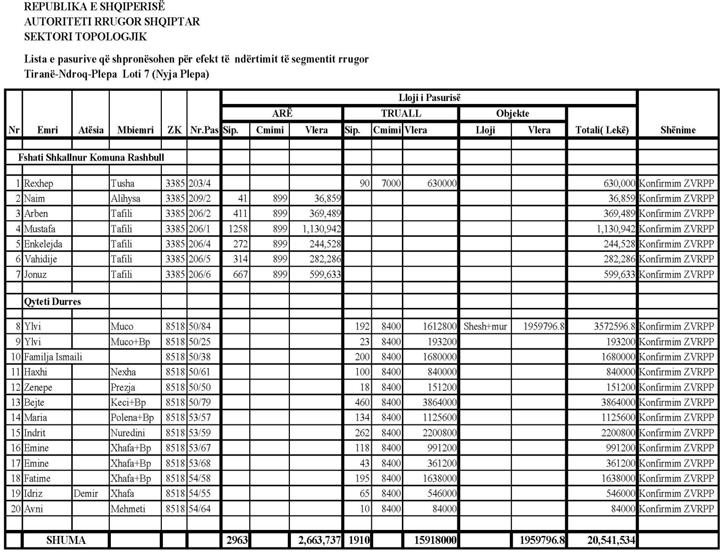 REPUBLIKA E SHQIPERISË
AUTORITETI RRUGOR SHQIPTAR
SEKTORI TOPOLOGJIK
Lista e pasurive që shpronësohen për efekt të ndërtimit të segmentit rrugor
Tiranë-Ndroq-Plepa Loti 7 (Nyja Plepa)
Lloji i Pasurisë
ARË TRUALL Objekte
Nr Emri Atësia Mbiemri ZK Nr.Pas Sip. Cmimi Vlera Sip. Cmimi Vlera Lloji Vlera Totali( Lekë) Shënime
Fshati Shkallnur Komuna Rashbull
1 Rexhep Tusha 3385 203/4 90 7000 630000 630,000 Konfirmim ZVRPP
2 Naim Alihysa 3385 209/2 41 899 36,859 36,859 Konfirmim ZVRPP
3 Arben Tafili 3385 206/2 411 899 369,489 369,489 Konfirmim ZVRPP
4 Mustafa Tafili 3385 206/1 1258 899 1,130,942 1,130,942 Konfirmim ZVRPP
5 Enkelejda Tafili 3385 206/4 272 899 244,528 244,528 Konfirmim ZVRPP
6 Vahidije Tafili 3385 206/5 314 899 282,286 282,286 Konfirmim ZVRPP
7 Jonuz Tafili 3385 206/6 667 899 599,633 599,633 Konfirmim ZVRPP
Qyteti Durres
8 Ylvi Muco 8518 50/84 192 8400 1612800 Shesh+mur 1959796.8 3572596.8 Konfirmim ZVRPP
9 Ylvi Muco+Bp 8518 50/25 23 8400 193200 193200 Konfirmim ZVRPP
10 Familja Ismaili 8518 50/38 200 8400 1680000 1680000 Konfirmim ZVRPP
11 Haxhi Nexha 8518 50/61 100 8400 840000 840000 Konfirmim ZVRPP
12 Zenepe Prezja 8518 50/50 18 8400 151200 151200 Konfirmim ZVRPP
13 Bejte Keci+Bp 8518 50/79 460 8400 3864000 3864000 Konfirmim ZVRPP
14 Maria Polena+Bp 8518 53/57 134 8400 1125600 1125600 Konfirmim ZVRPP
15 Indrit Nuredini 8518 53/59 262 8400 2200800 2200800 Konfirmim ZVRPP
16 Emine Xhafa+Bp 8518 53/67 118 8400 991200 991200 Konfirmim ZVRPP
17 Emine Xhafa+Bp 8518 53/68 43 8400 361200 361200 Konfirmim ZVRPP
18 Fatime Xhafa+Bp 8518 54/58 195 8400 1638000 1638000 Konfirmim ZVRPP
19 Idriz Demir Xhafa 8518 54/55 65 8400 546000 546000 Konfirmim ZVRPP
20 Avni Mehmeti 8518 54/64 10 8400 84000 84000 Konfirmim ZVRPP
SHUMA 2963 2,663,737 1910 15918000 1959796.8 20,541,534